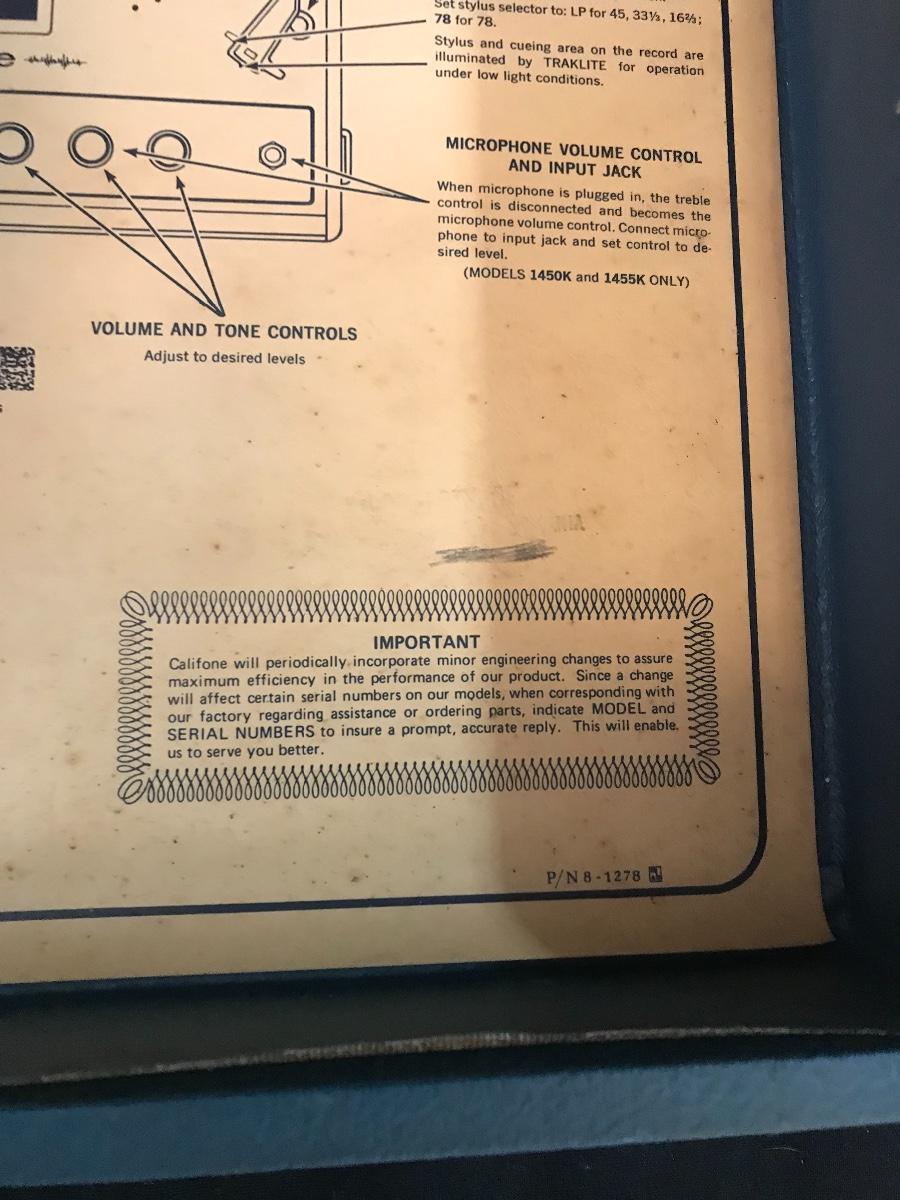 Set stylus selector to: LP for 45, 33⅓, 16⅔;
78 for 78.
Stylus and cueing area on the record are
illuminated by TRAKLITE for operation
under low light conditions.
MICROPHONE VOLUME CONTROL
AND INPUT JACK
When microphone is plugged in, the treble
control is disconnected and becomes the
microphone volume control. Connect micro-
phone to input jack and set control to de-
sired level.
(MODELS 1450K and 1455K ONLY)
VOLUME AND TONE CONTROLS
Adjust to desired levels
IMPORTANT
Califone will periodically incorporate minor engineering changes to assure
maximum efficiency in the performance of our product. Since a change
will affect certain serial numbers on our models, when corresponding with
our factory regarding assistance or ordering parts, indicate MODEL and
SERIAL NUMBERS to insure a prompt, accurate reply. This will enable
us to serve you better.
P/N 8-1278